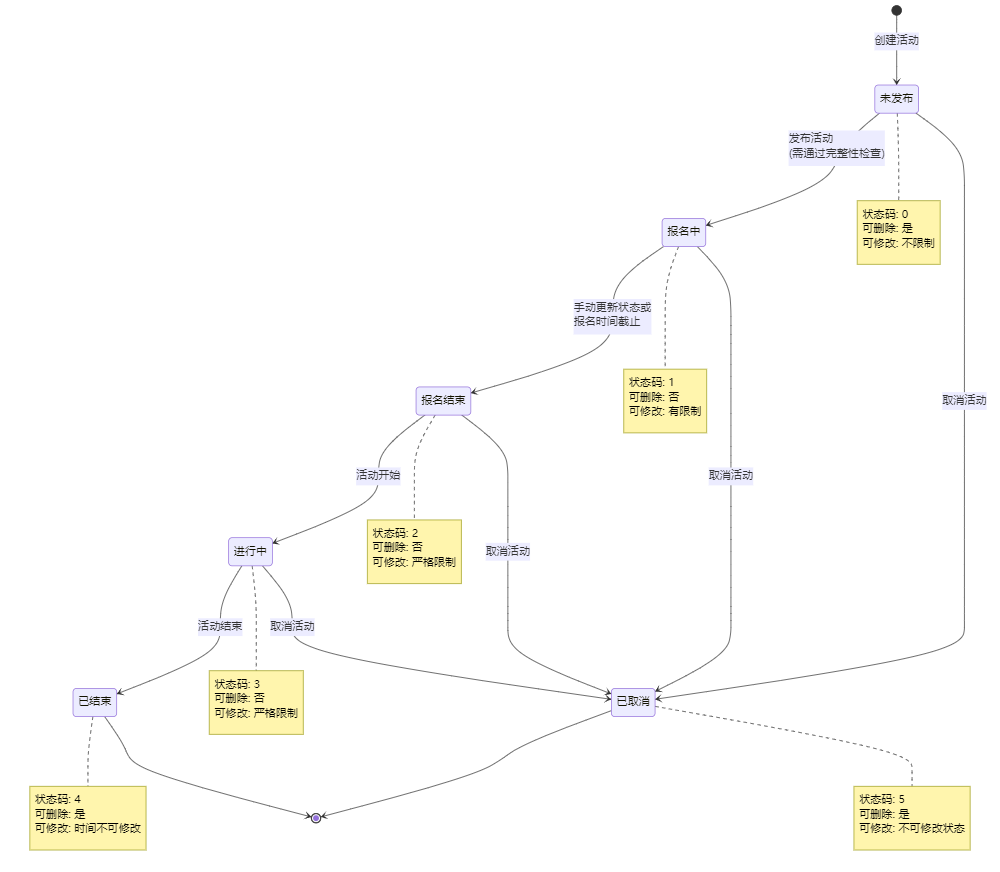 创建活动
未发布
发布活动
(需通过完整性检查)
状态码: 0
可删除: 是
可修改: 不限制
报名中
手动更新状态或
报名时间截止
状态码: 1
可删除: 否
可修改: 有限制
取消活动
报名结束
活动开始
取消活动
状态码: 2
可删除: 否
可修改: 严格限制
取消活动
进行中
活动结束
取消活动
状态码: 3
可删除: 否
可修改: 严格限制
已结束
已取消
状态码: 4
可删除: 是
可修改: 时间不可修改
状态码: 5
可删除: 是
可修改: 不可修改状态